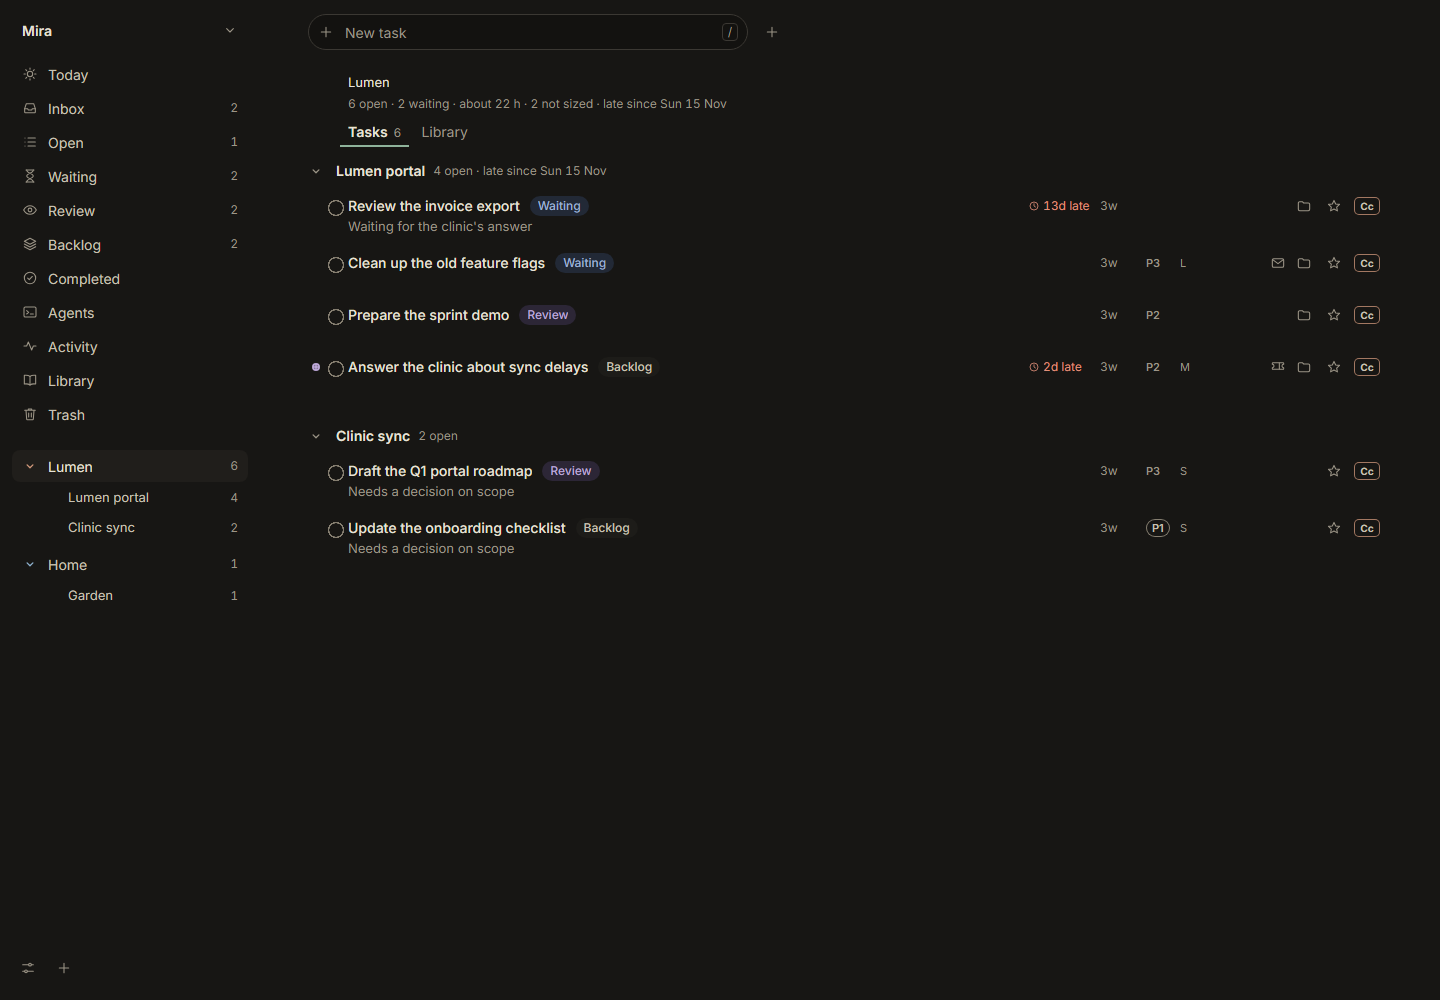 Mira
Today
Inbox 2
Open 1
Waiting 2
Review 2
Backlog 2
Completed
Agents
Activity
Library
Trash
Lumen 6
Lumen portal 4
Clinic sync 2
Home 1
Garden 1
New task /
Lumen
6 open · 2 waiting · about 22 h · 2 not sized · late since Sun 15 Nov
Tasks 6 Library
Lumen portal 4 open · late since Sun 15 Nov
Review the invoice export Waiting 13d late 3w Cc
Waiting for the clinic's answer
Clean up the old feature flags Waiting 3w P3 L Cc
Prepare the sprint demo Review 3w P2 Cc
Answer the clinic about sync delays Backlog 2d late 3w P2 M Cc
Clinic sync 2 open
Draft the Q1 portal roadmap Review 3w P3 S Cc
Needs a decision on scope
Update the onboarding checklist Backlog 3w P1 S Cc
Needs a decision on scope